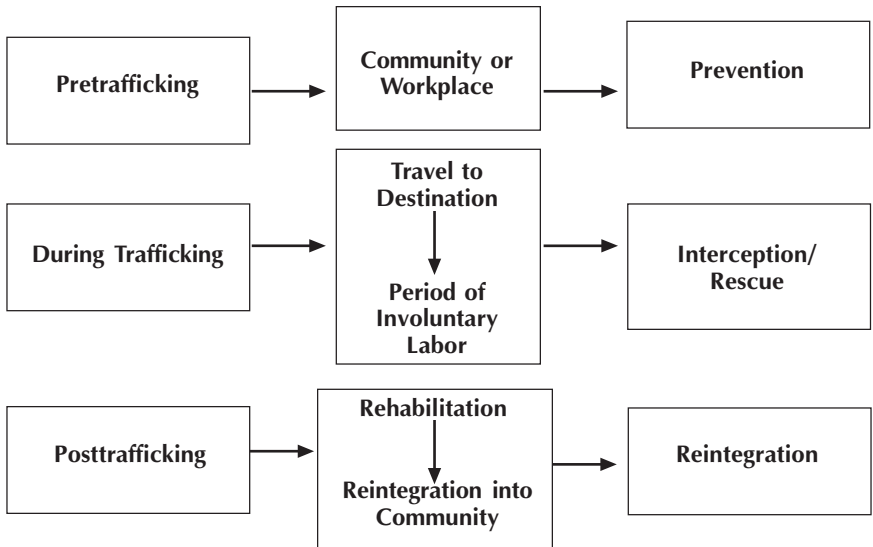 Pretrafficking
Community or
Workplace
Prevention
During Trafficking
Travel to
Destination
Period of
Involuntary
Labor
Interception/
Rescue
Posttrafficking
Rehabilitation
Reintegration into
Community
Reintegration